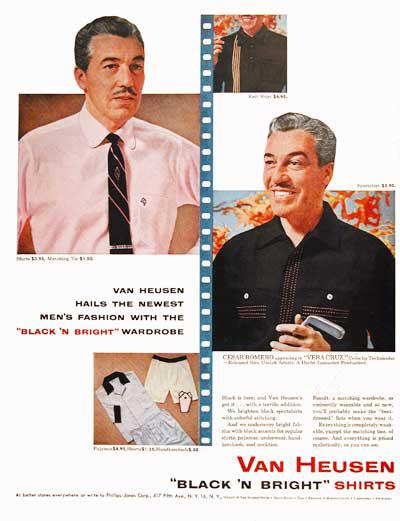 Knit Shirt $4.95.
Sportshirt $5.95.
Shirts $3.95, Matching Tie $1.50.
VAN HEUSEN
HAILS THE NEWEST
MEN'S FASHION WITH THE
"BLACK 'N BRIGHT" WARDROBE
CESAR ROMERO appearing in "VERA CRUZ," Color by Technicolor
—Released thru United Artists. A Hecht-Lancaster Production.
Pajamas $4.95, Shorts $1.50, Handkerchiefs $.50
Black is here, and Van Heusen's
got it . . . with a terrific addition.
We brighten black sportshirts
with colorful stitching.
And we underscore bright fab-
rics with black accents for regular
shirts, pajamas, underwear, hand-
kerchiefs, and neckties.
Result: a matching wardrobe, so
eminently wearable and so new,
you'll probably make the "best-
dressed" lists when you wear it.
Everything is completely wash-
able, except the matching ties, of
course. And everything is priced
realistically, as you can see.
VAN HEUSEN
"BLACK 'N BRIGHT" SHIRTS
At better stores everywhere or write to Phillips-Jones Corp., 417 Fifth Ave., N.Y. 16, N.Y.,